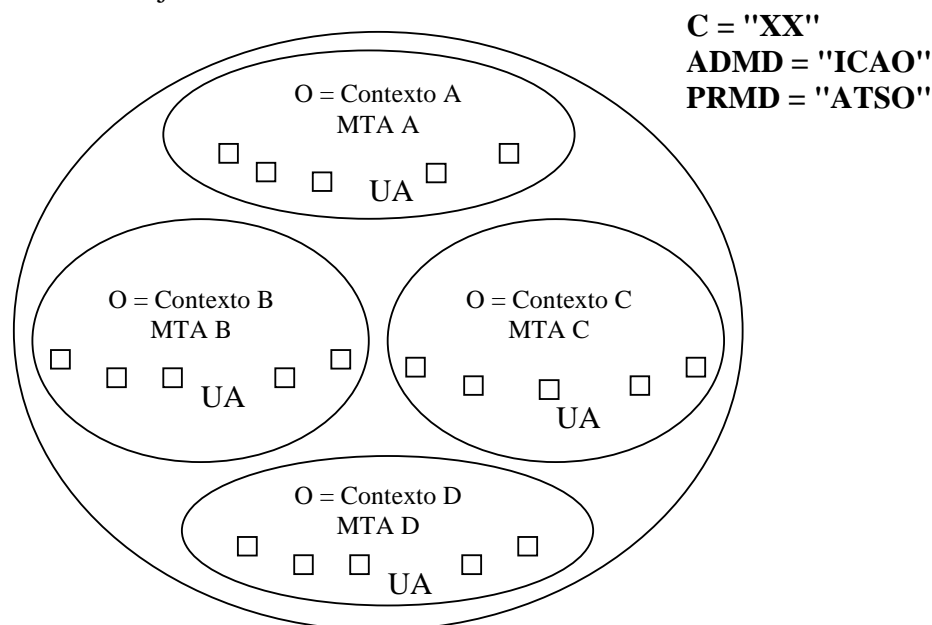 C = "XX"
ADMD = "ICAO"
PRMD = "ATSO"
O = Contexto A
MTA A
UA
O = Contexto B
MTA B
UA
O = Contexto C
MTA C
UA
O = Contexto D
MTA D
UA